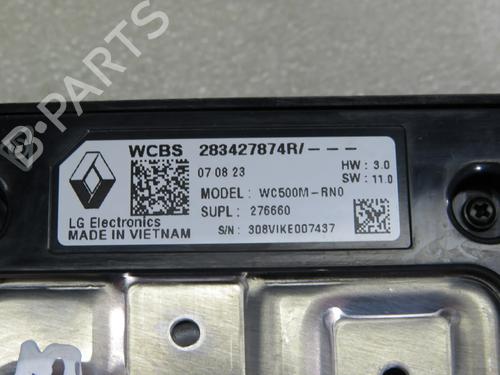 WCBS 283427874R/---
07 08 23
HW : 3.0
SW : 11.0
MODEL : WC500M-RN0
SUPL : 276660
LG Electronics
MADE IN VIETNAM
S/N : 308VIKE007437
B-PARTS